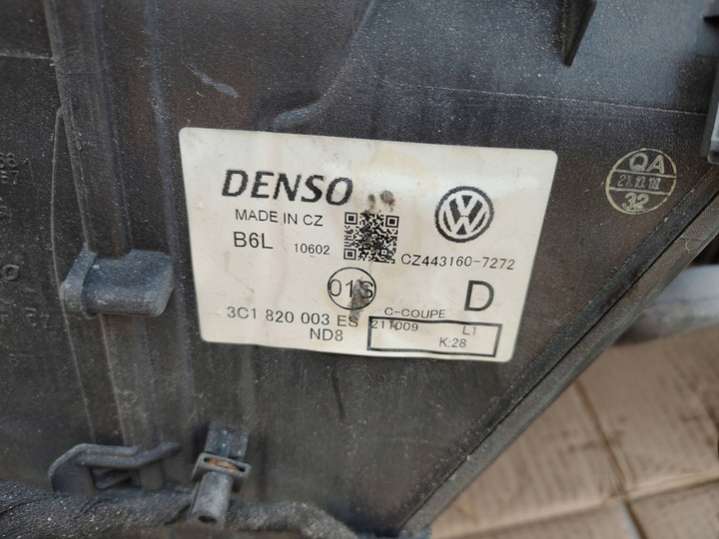 DENSO
MADE IN CZ
B6L 10602
CZ443160-7272
01S
D
3C1 820 003 ES
C-COUPE
ND8
211009 L1
K:28
QA
32